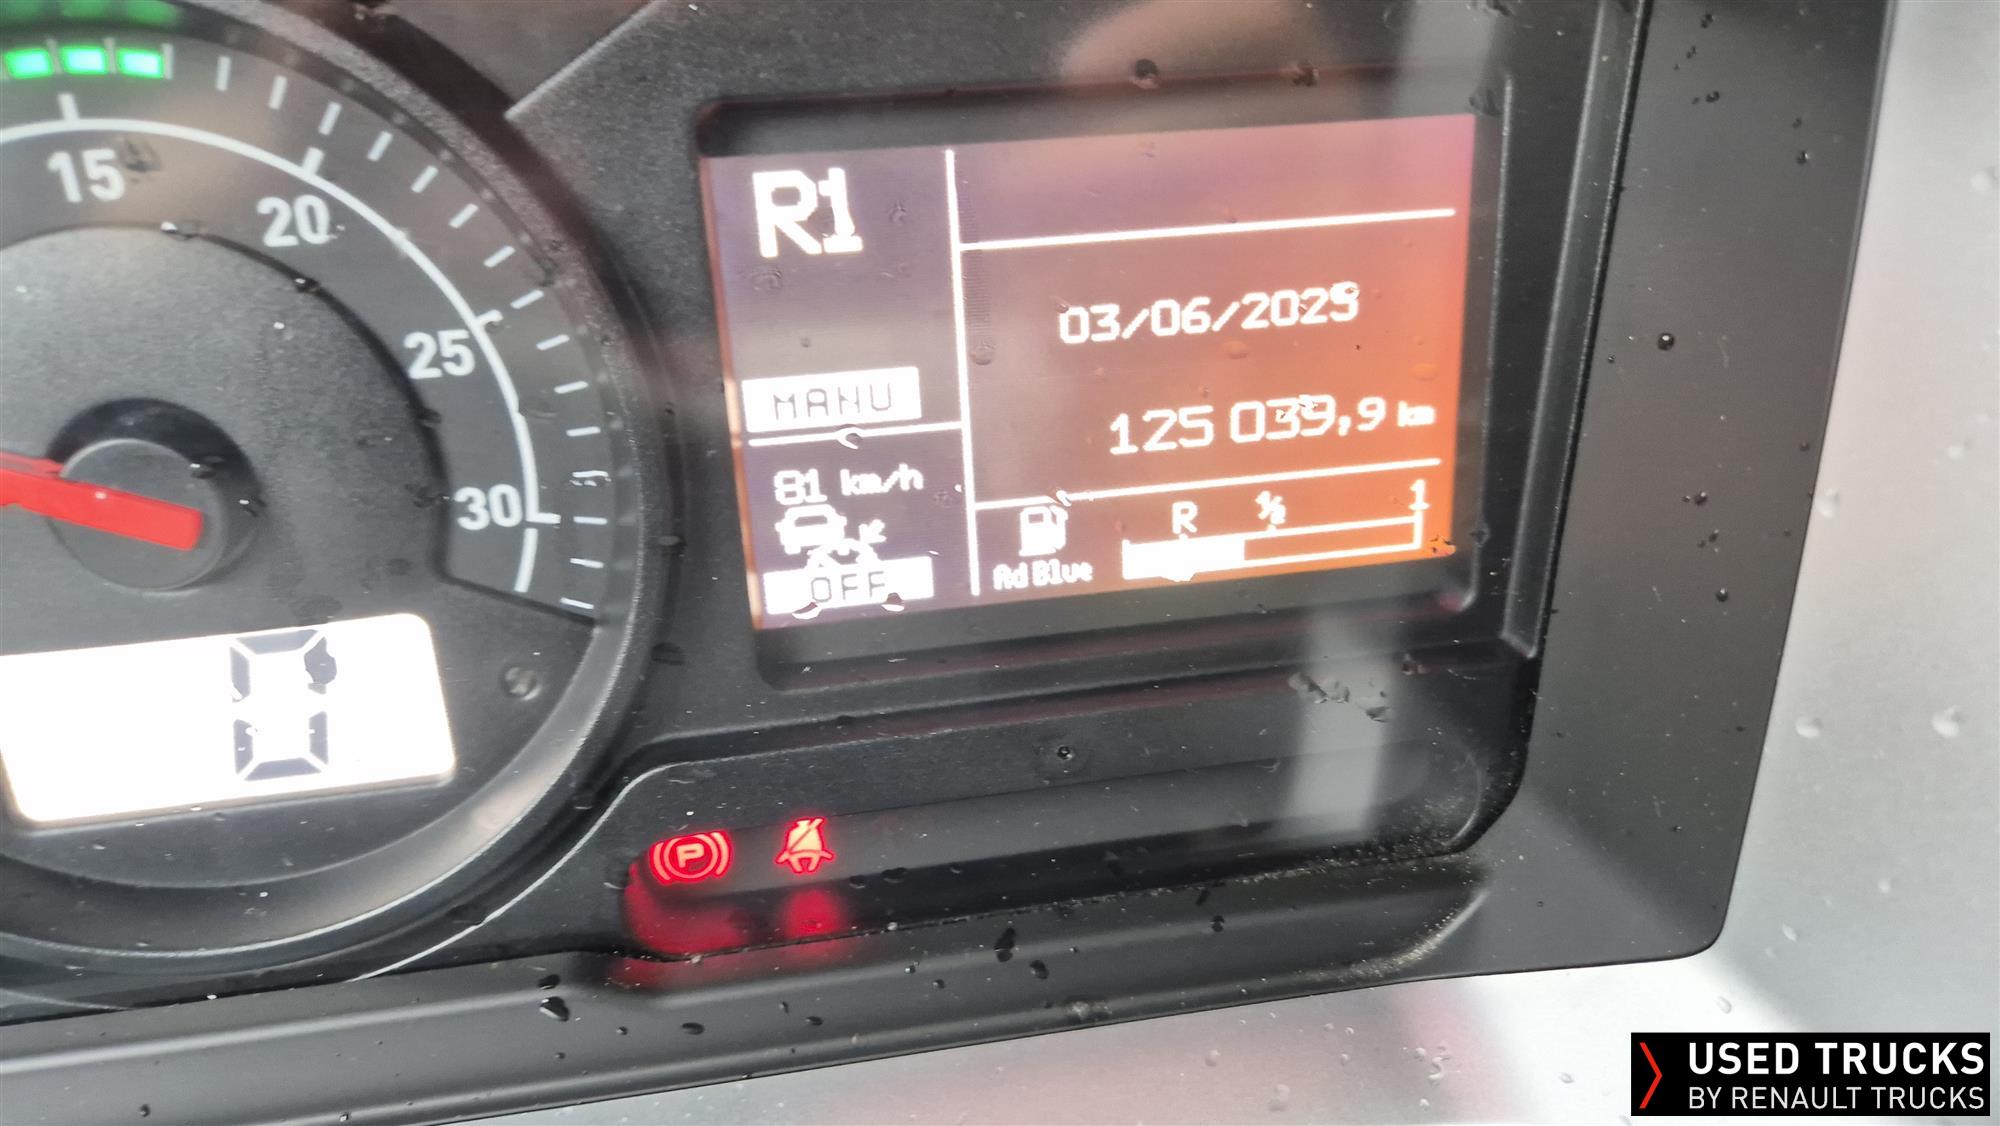 15
20
25
30
0
R1
MANU
81 km/h
OFF
03/06/2025
125 039,9 km
R ½ 1
AdBlue
P
USED TRUCKS
BY RENAULT TRUCKS